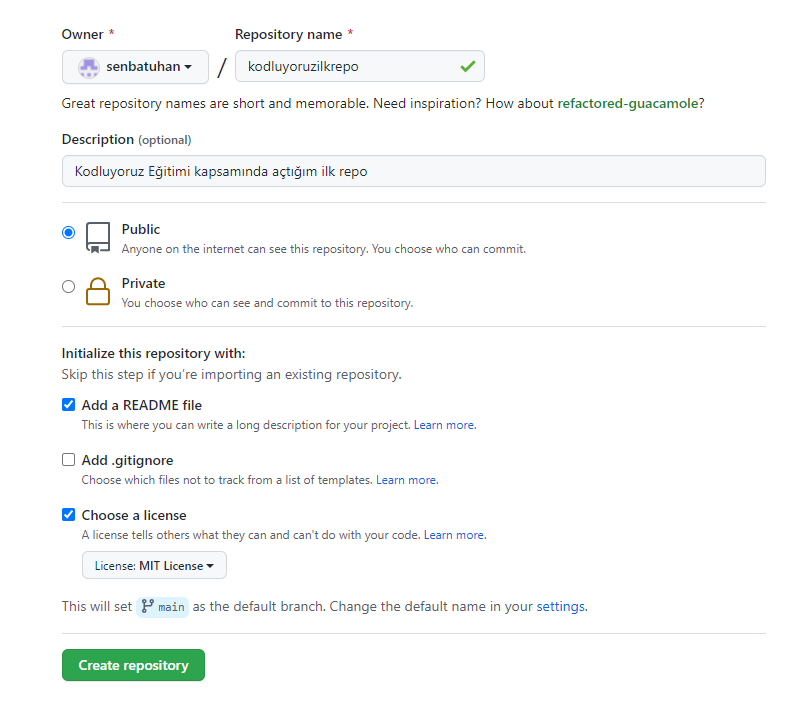 Owner * Repository name *
senbatuhan / kodluyoruzilkrepo
Great repository names are short and memorable. Need inspiration? How about refactored-guacamole?
Description (optional)
Kodluyoruz Eğitimi kapsamında açtığım ilk repo
Public
Anyone on the internet can see this repository. You choose who can commit.
Private
You choose who can see and commit to this repository.
Initialize this repository with:
Skip this step if you're importing an existing repository.
Add a README file
This is where you can write a long description for your project. Learn more.
Add .gitignore
Choose which files not to track from a list of templates. Learn more.
Choose a license
A license tells others what they can and can't do with your code. Learn more.
License: MIT License
This will set main as the default branch. Change the default name in your settings.
Create repository